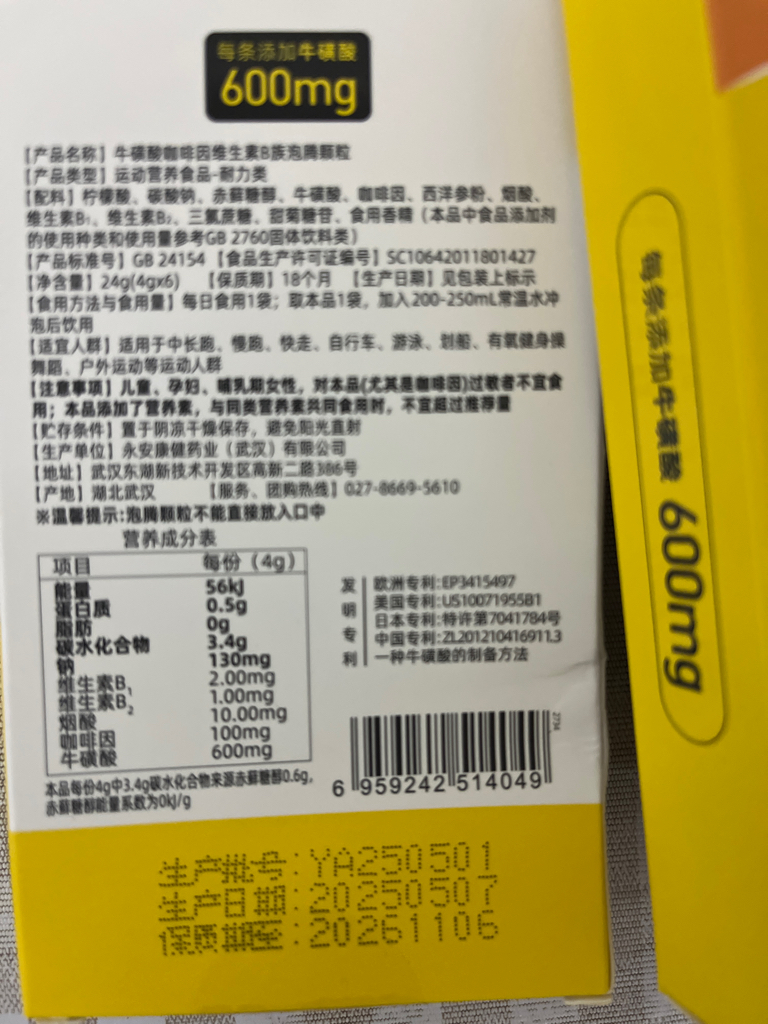 每条添加牛磺酸
600mg
【产品名称】牛磺酸咖啡因维生素B族泡腾颗粒
【产品类型】运动营养食品-耐力类
【配料】柠檬酸、碳酸钠、赤藓糖醇、牛磺酸、咖啡因、西洋参粉、烟酸、
维生素B₁、维生素B₂、三氯蔗糖、甜菊糖苷、食用香精（本品中食品添加剂
的使用种类和使用量参考GB 2760固体饮料类）
【产品标准号】GB 24154 【食品生产许可证编号】SC10642011801427
【净含量】24g(4gx6) 【保质期】18个月 【生产日期】见包装上标示
【食用方法与食用量】每日食用1袋；取本品1袋，加入200-250mL常温水冲
泡后饮用
【适宜人群】适用于中长跑、慢跑、快走、自行车、游泳、划船、有氧健身操
舞蹈、户外运动等运动人群
【注意事项】儿童、孕妇、哺乳期女性，对本品(尤其是咖啡因)过敏者不宜食
用；本品添加了营养素，与同类营养素共同食用时，不宜超过推荐量
【贮存条件】置于阴凉干燥保存，避免阳光直射
【生产单位】永安康健药业（武汉）有限公司
【地址】武汉东湖新技术开发区高新二路386号
【产地】湖北武汉 【服务、团购热线】027-8669-5610
※温馨提示:泡腾颗粒不能直接放入口中
营养成分表
项目 每份（4g）
能量 56kJ
蛋白质 0.5g
脂肪 0g
碳水化合物 3.4g
钠 130mg
维生素B₁ 2.00mg
维生素B₂ 1.00mg
烟酸 10.00mg
咖啡因 100mg
牛磺酸 600mg
本品每份4g中3.4g碳水化合物来源赤藓糖醇0.6g，
赤藓糖醇能量系数为0kJ/g
发明专利
欧洲专利:EP3415497
美国专利:US10071955B1
日本专利:特许第7041784号
中国专利:ZL201210416911.3
一种牛磺酸的制备方法
2734
6 959242 514049
生产批号:YA250501
生产日期:20250507
保质期至:20261106
每条添加牛磺酸 600mg